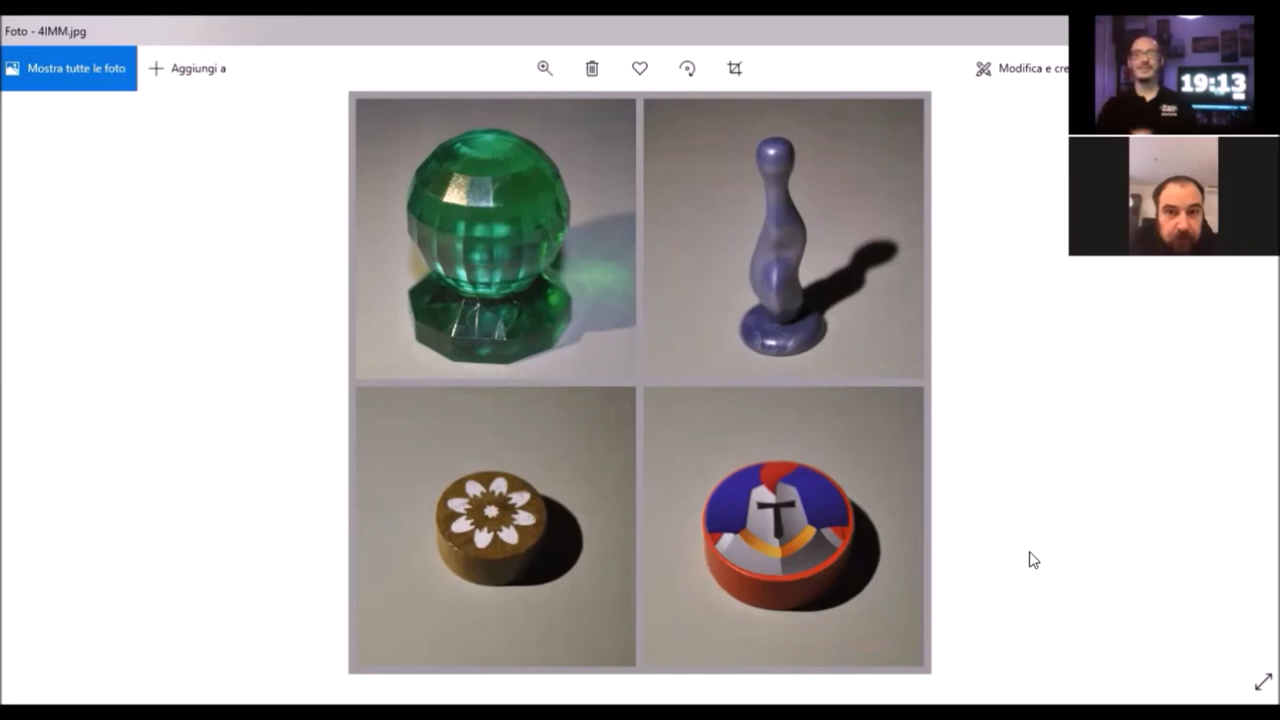 Foto - 4IMM.jpg
Mostra tutte le foto
Aggiungi a
Modifica e cre
19:13